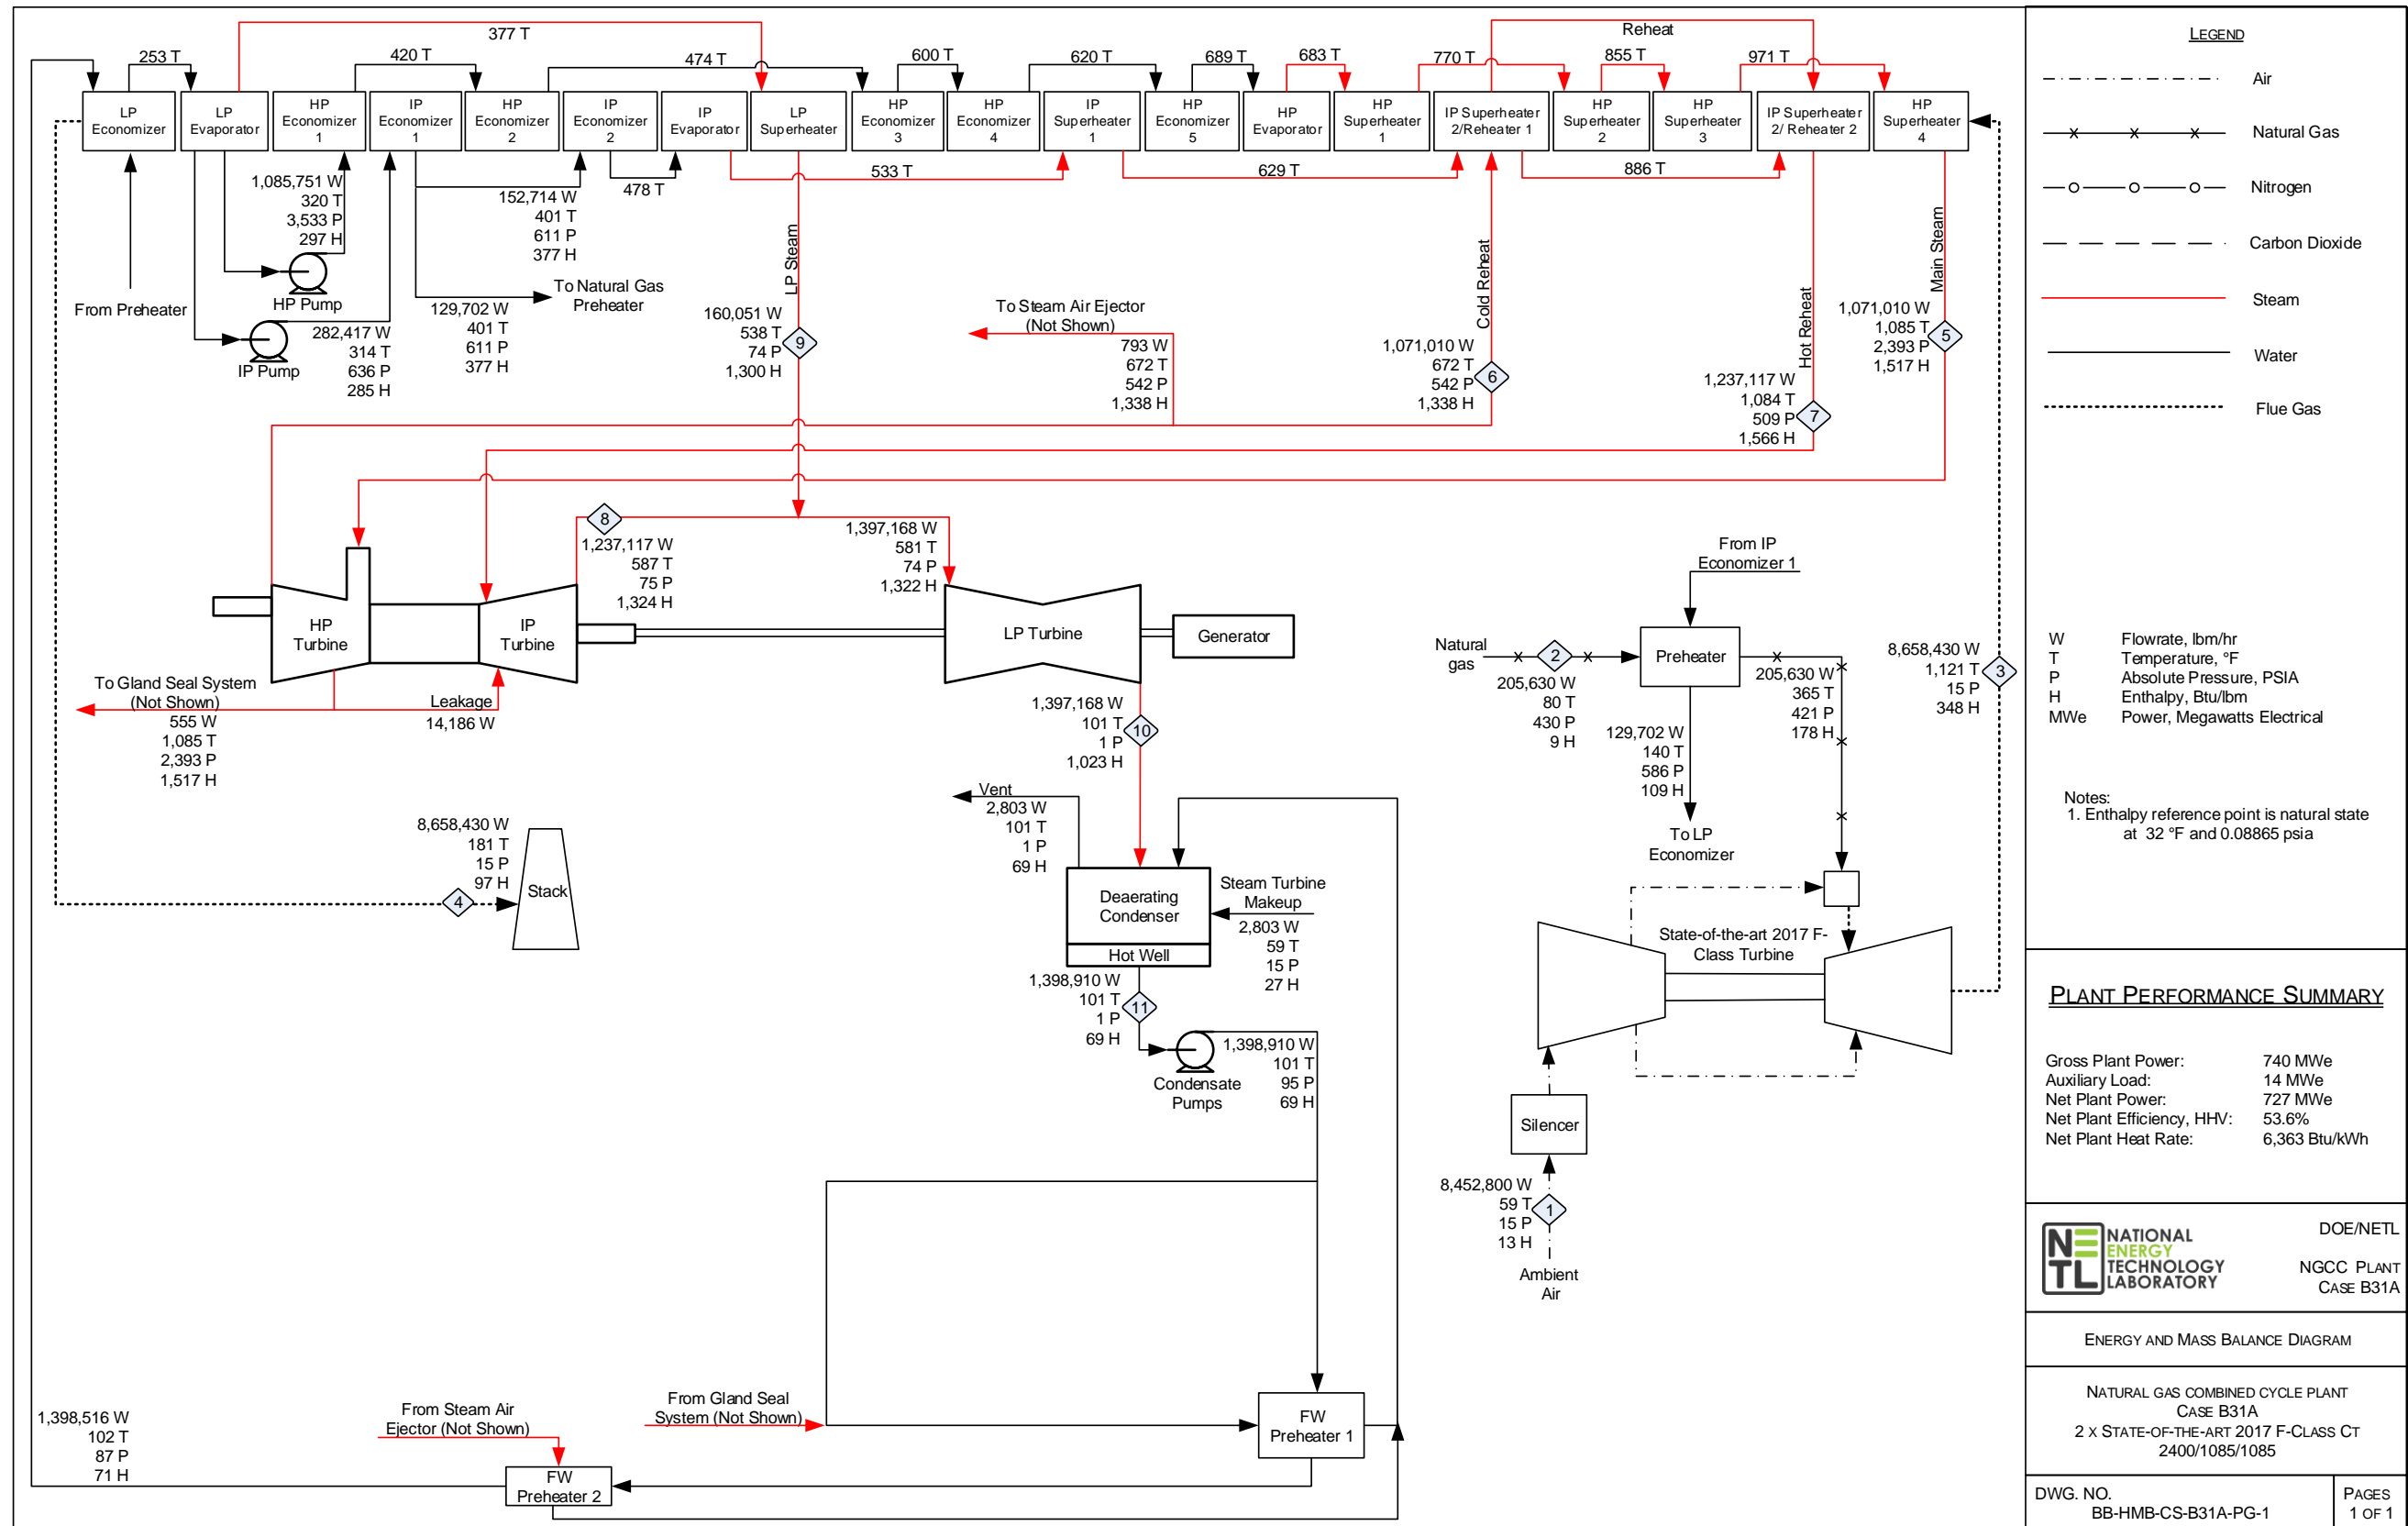 377 T
Reheat
253 T
420 T
474 T
600 T
620 T
689 T
683 T
770 T
855 T
971 T
LP
Economizer
LP
Evaporator
HP
Economizer
1
IP
Economizer
1
HP
Economizer
2
IP
Economizer
2
IP
Evaporator
LP
Superheater
HP
Economizer
3
HP
Economizer
4
IP
Superheater
1
HP
Economizer
5
HP
Evaporator
HP
Superheater
1
IP Superheater
2/Reheater 1
HP
Superheater
2
HP
Superheater
3
IP Superheater
2/ Reheater 2
HP
Superheater
4
478 T
533 T
629 T
886 T
1,085,751 W
320 T
3,533 P
297 H
HP Pump
From Preheater
282,417 W
314 T
636 P
285 H
IP Pump
152,714 W
401 T
611 P
377 H
To Natural Gas
Preheater
129,702 W
401 T
611 P
377 H
LP Steam
160,051 W
538 T
74 P
1,300 H
9
To Steam Air Ejector
(Not Shown)
793 W
672 T
542 P
1,338 H
Cold Reheat
1,071,010 W
672 T
542 P
1,338 H
6
Hot Reheat
1,237,117 W
1,084 T
509 P
1,566 H
7
Main Steam
1,071,010 W
1,085 T
2,393 P
1,517 H
5
8
1,237,117 W
587 T
75 P
1,324 H
1,397,168 W
581 T
74 P
1,322 H
HP
Turbine
IP
Turbine
LP Turbine
Generator
To Gland Seal System
(Not Shown)
555 W
1,085 T
2,393 P
1,517 H
Leakage
14,186 W
1,397,168 W
101 T
1 P
1,023 H
10
8,658,430 W
181 T
15 P
97 H
4
Stack
Vent
2,803 W
101 T
1 P
69 H
Deaerating
Condenser
Hot Well
Steam Turbine
Makeup
2,803 W
59 T
15 P
27 H
1,398,910 W
101 T
1 P
69 H
11
Condensate
Pumps
1,398,910 W
101 T
95 P
69 H
From IP
Economizer 1
Natural
gas
2
205,630 W
80 T
430 P
9 H
Preheater
205,630 W
365 T
421 P
178 H
129,702 W
140 T
586 P
109 H
To LP
Economizer
8,658,430 W
1,121 T
15 P
348 H
3
State-of-the-art 2017 F-
Class Turbine
Silencer
8,452,800 W
59 T
15 P
13 H
1
Ambient
Air
From Gland Seal
System (Not Shown)
FW
Preheater 1
From Steam Air
Ejector (Not Shown)
FW
Preheater 2
1,398,516 W
102 T
87 P
71 H
LEGEND
Air
Natural Gas
Nitrogen
Carbon Dioxide
Steam
Water
Flue Gas
W Flowrate, lbm/hr
T Temperature, °F
P Absolute Pressure, PSIA
H Enthalpy, Btu/lbm
MWe Power, Megawatts Electrical
Notes:
1. Enthalpy reference point is natural state
at 32 °F and 0.08865 psia
PLANT PERFORMANCE SUMMARY
Gross Plant Power: 740 MWe
Auxiliary Load: 14 MWe
Net Plant Power: 727 MWe
Net Plant Efficiency, HHV: 53.6%
Net Plant Heat Rate: 6,363 Btu/kWh
NETL
NATIONAL
ENERGY
TECHNOLOGY
LABORATORY
DOE/NETL
NGCC PLANT
CASE B31A
ENERGY AND MASS BALANCE DIAGRAM
NATURAL GAS COMBINED CYCLE PLANT
CASE B31A
2 X STATE-OF-THE-ART 2017 F-CLASS CT
2400/1085/1085
DWG. NO.
BB-HMB-CS-B31A-PG-1
PAGES
1 OF 1